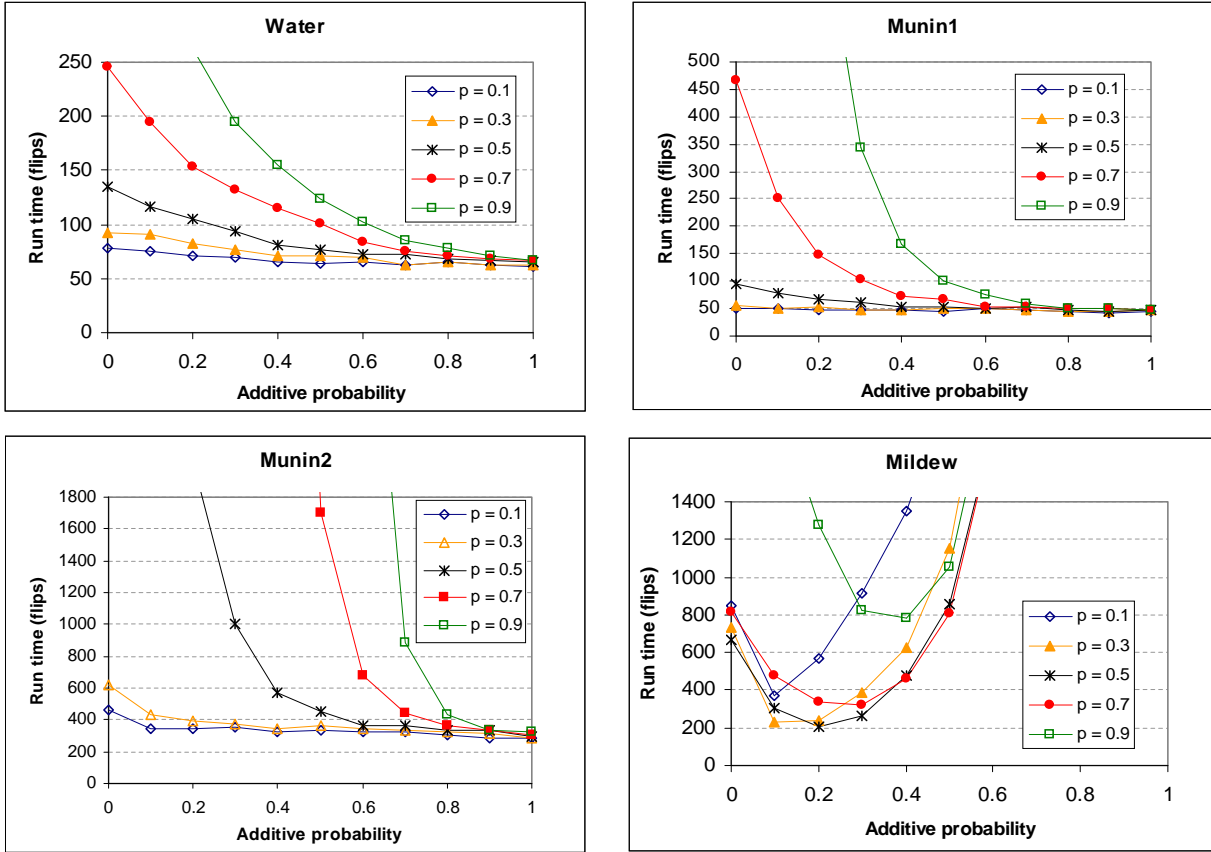 Water
Run time (flips)
250
200
150
100
50
0
0 0.2 0.4 0.6 0.8 1
Additive probability
p = 0.1
p = 0.3
p = 0.5
p = 0.7
p = 0.9
Munin1
Run time (flips)
500
450
400
350
300
250
200
150
100
50
0
0 0.2 0.4 0.6 0.8 1
Additive probability
p = 0.1
p = 0.3
p = 0.5
p = 0.7
p = 0.9
Munin2
Run time (flips)
1800
1600
1400
1200
1000
800
600
400
200
0
0 0.2 0.4 0.6 0.8 1
Additive probability
p = 0.1
p = 0.3
p = 0.5
p = 0.7
p = 0.9
Mildew
Run time (flips)
1400
1200
1000
800
600
400
200
0
0 0.2 0.4 0.6 0.8 1
Additive probability
p = 0.1
p = 0.3
p = 0.5
p = 0.7
p = 0.9